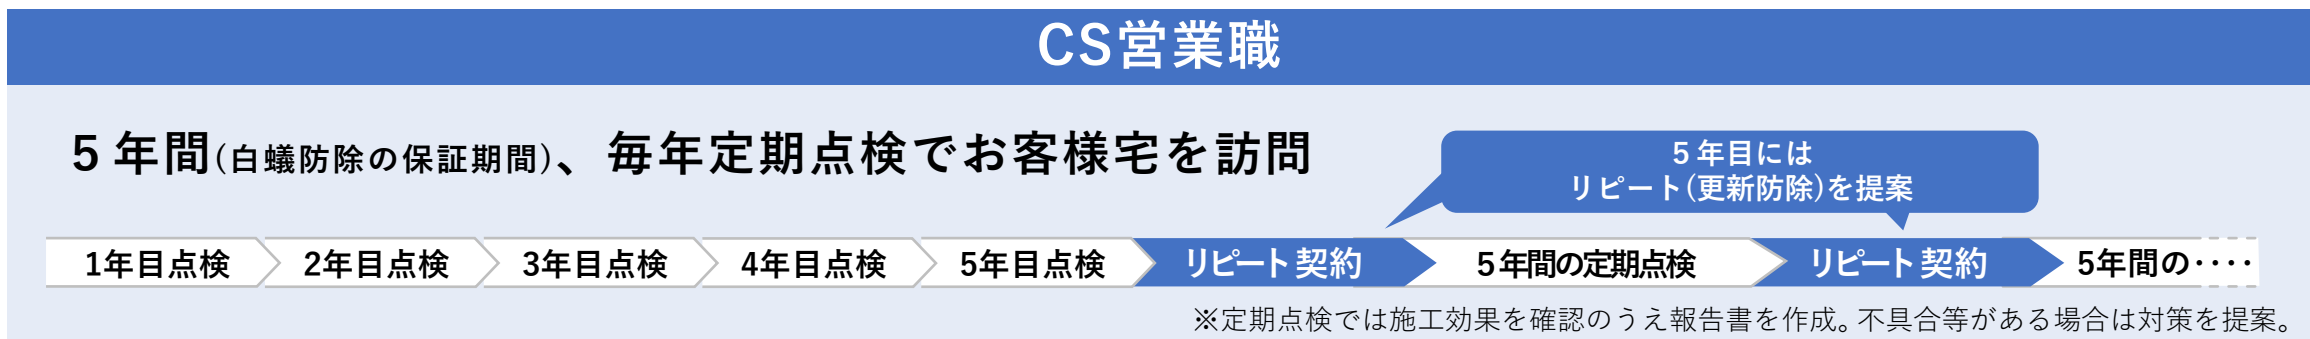 CS営業職
5年間(白蟻防除の保証期間)、毎年定期点検でお客様宅を訪問
5年目には
リピート(更新防除)を提案
1年目点検
2年目点検
3年目点検
4年目点検
5年目点検
リピート契約
5年間の定期点検
リピート契約
5年間の････
※定期点検では施工効果を確認のうえ報告書を作成。不具合等がある場合は対策を提案。